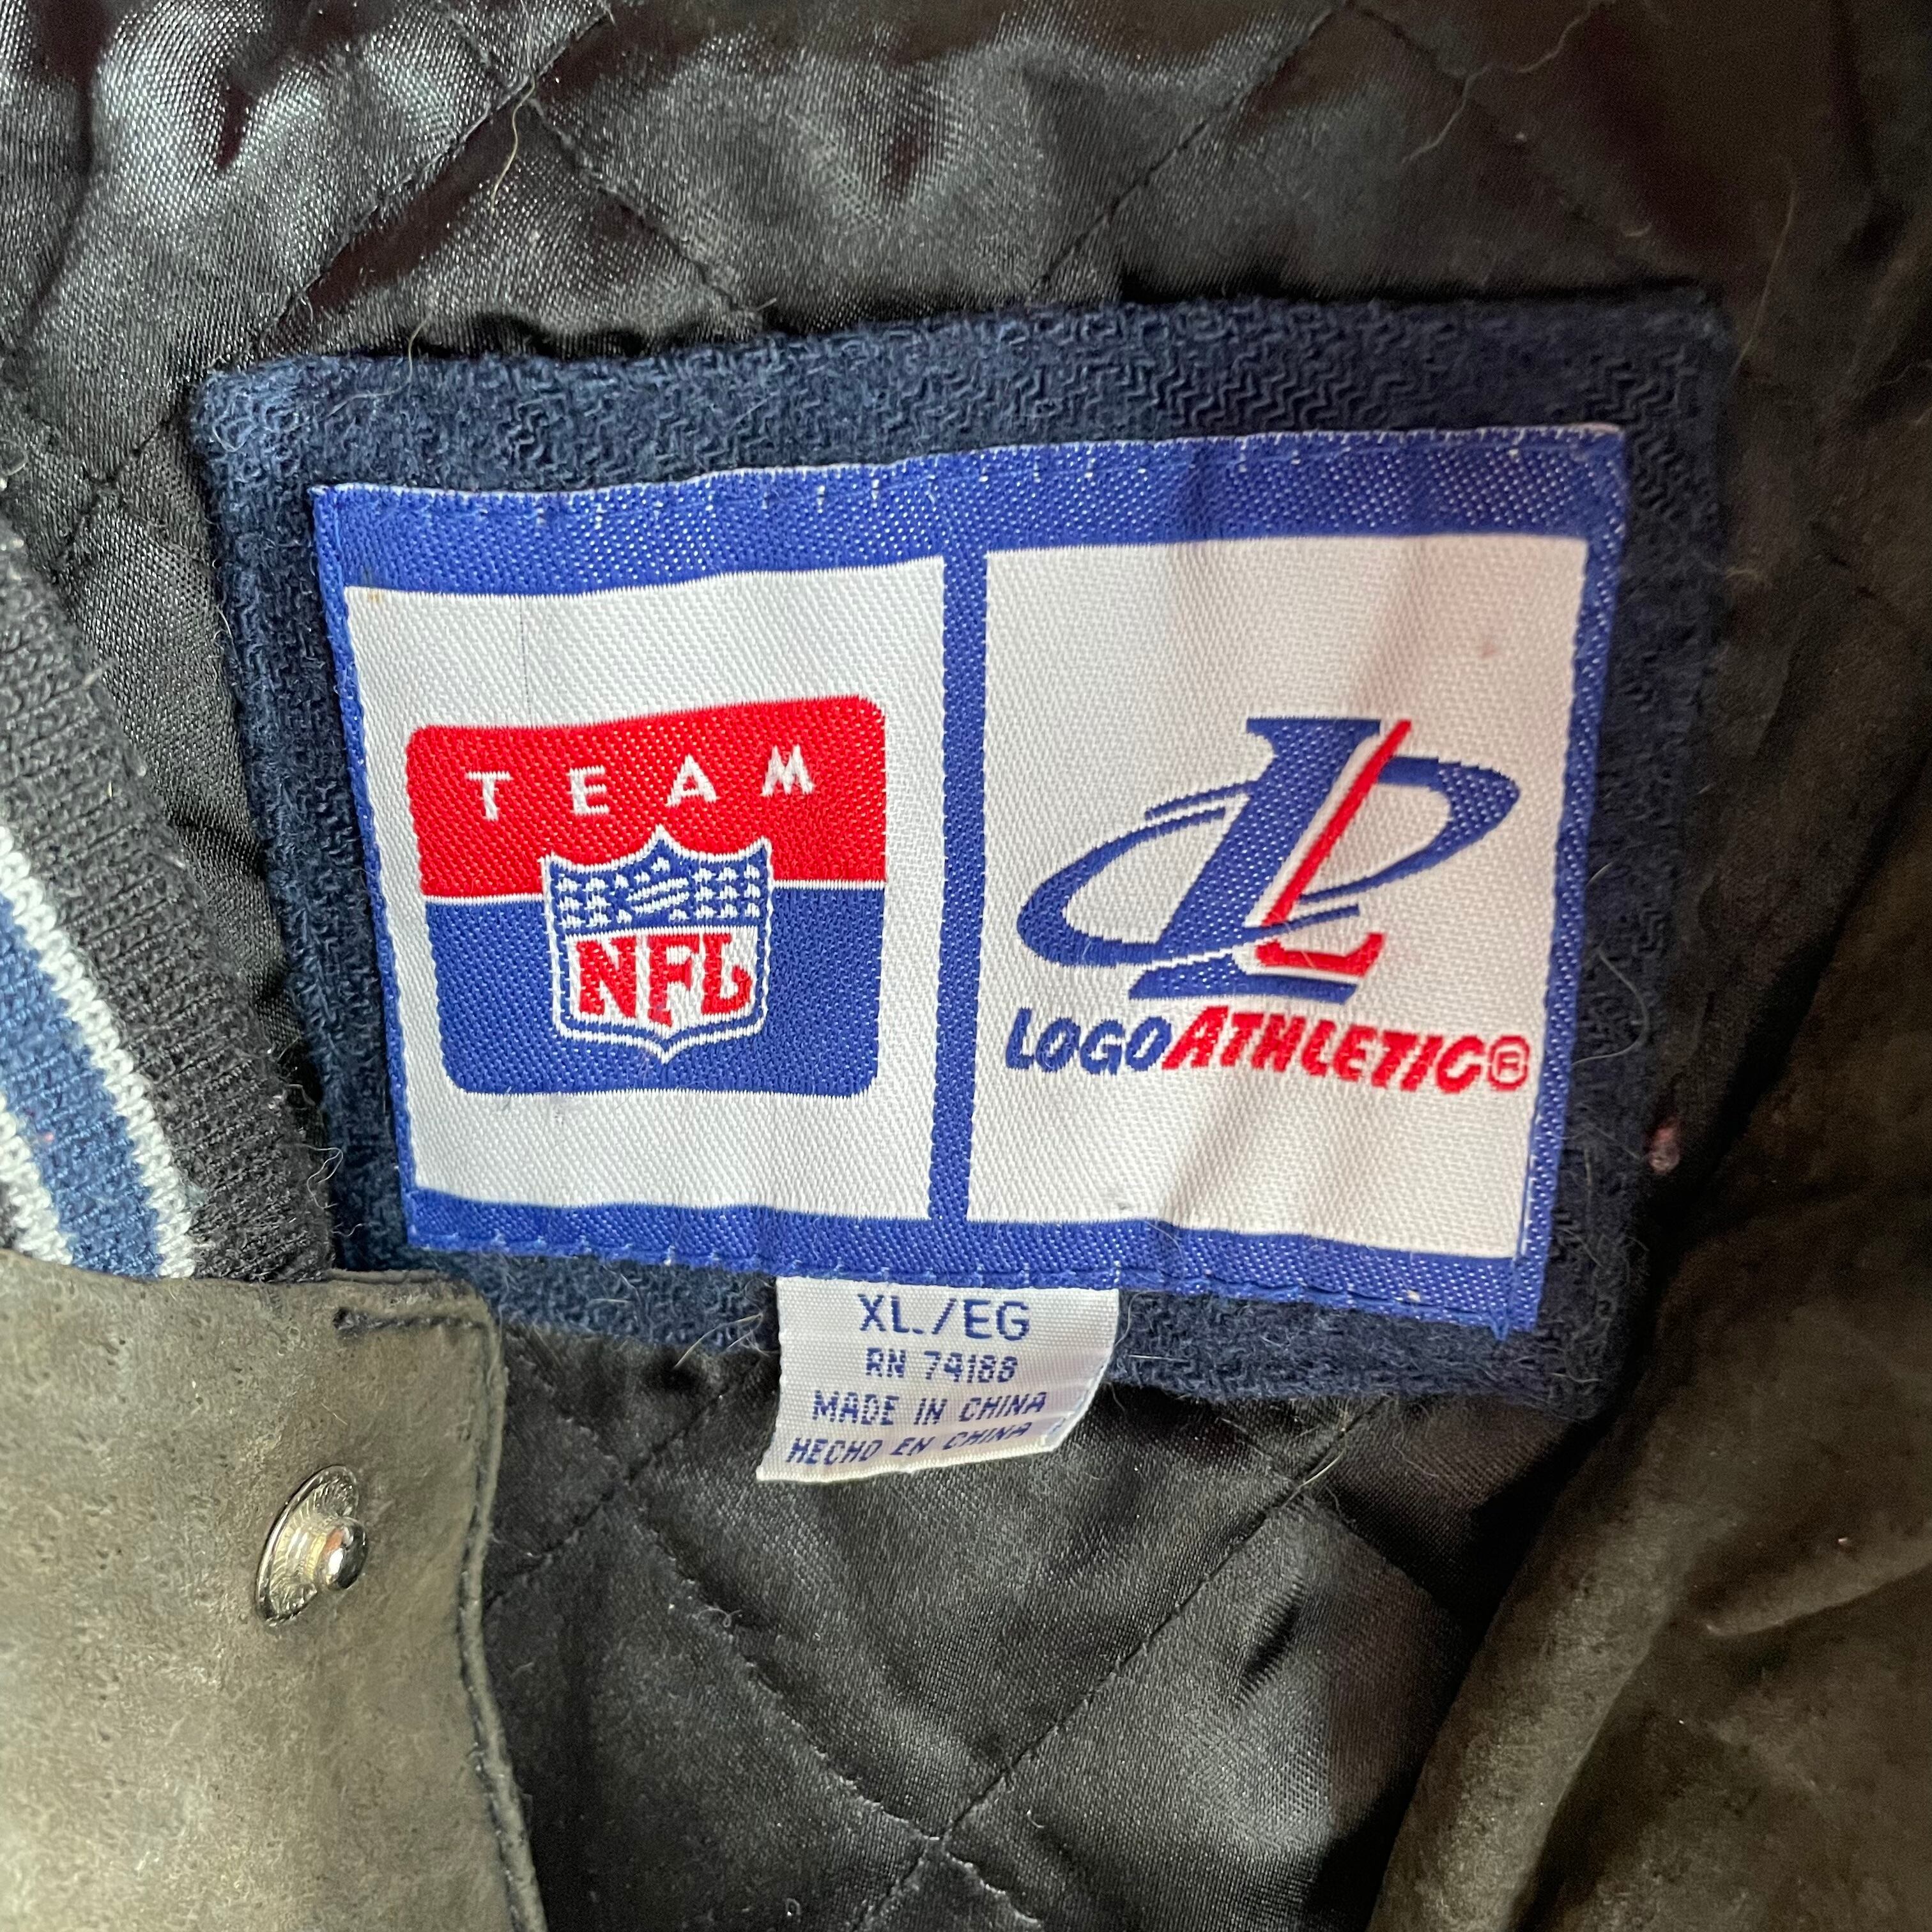 TEAM
NFL
LOGOATHLETIC®
XL/EG
RN 74188
MADE IN CHINA
HECHO EN CHINA